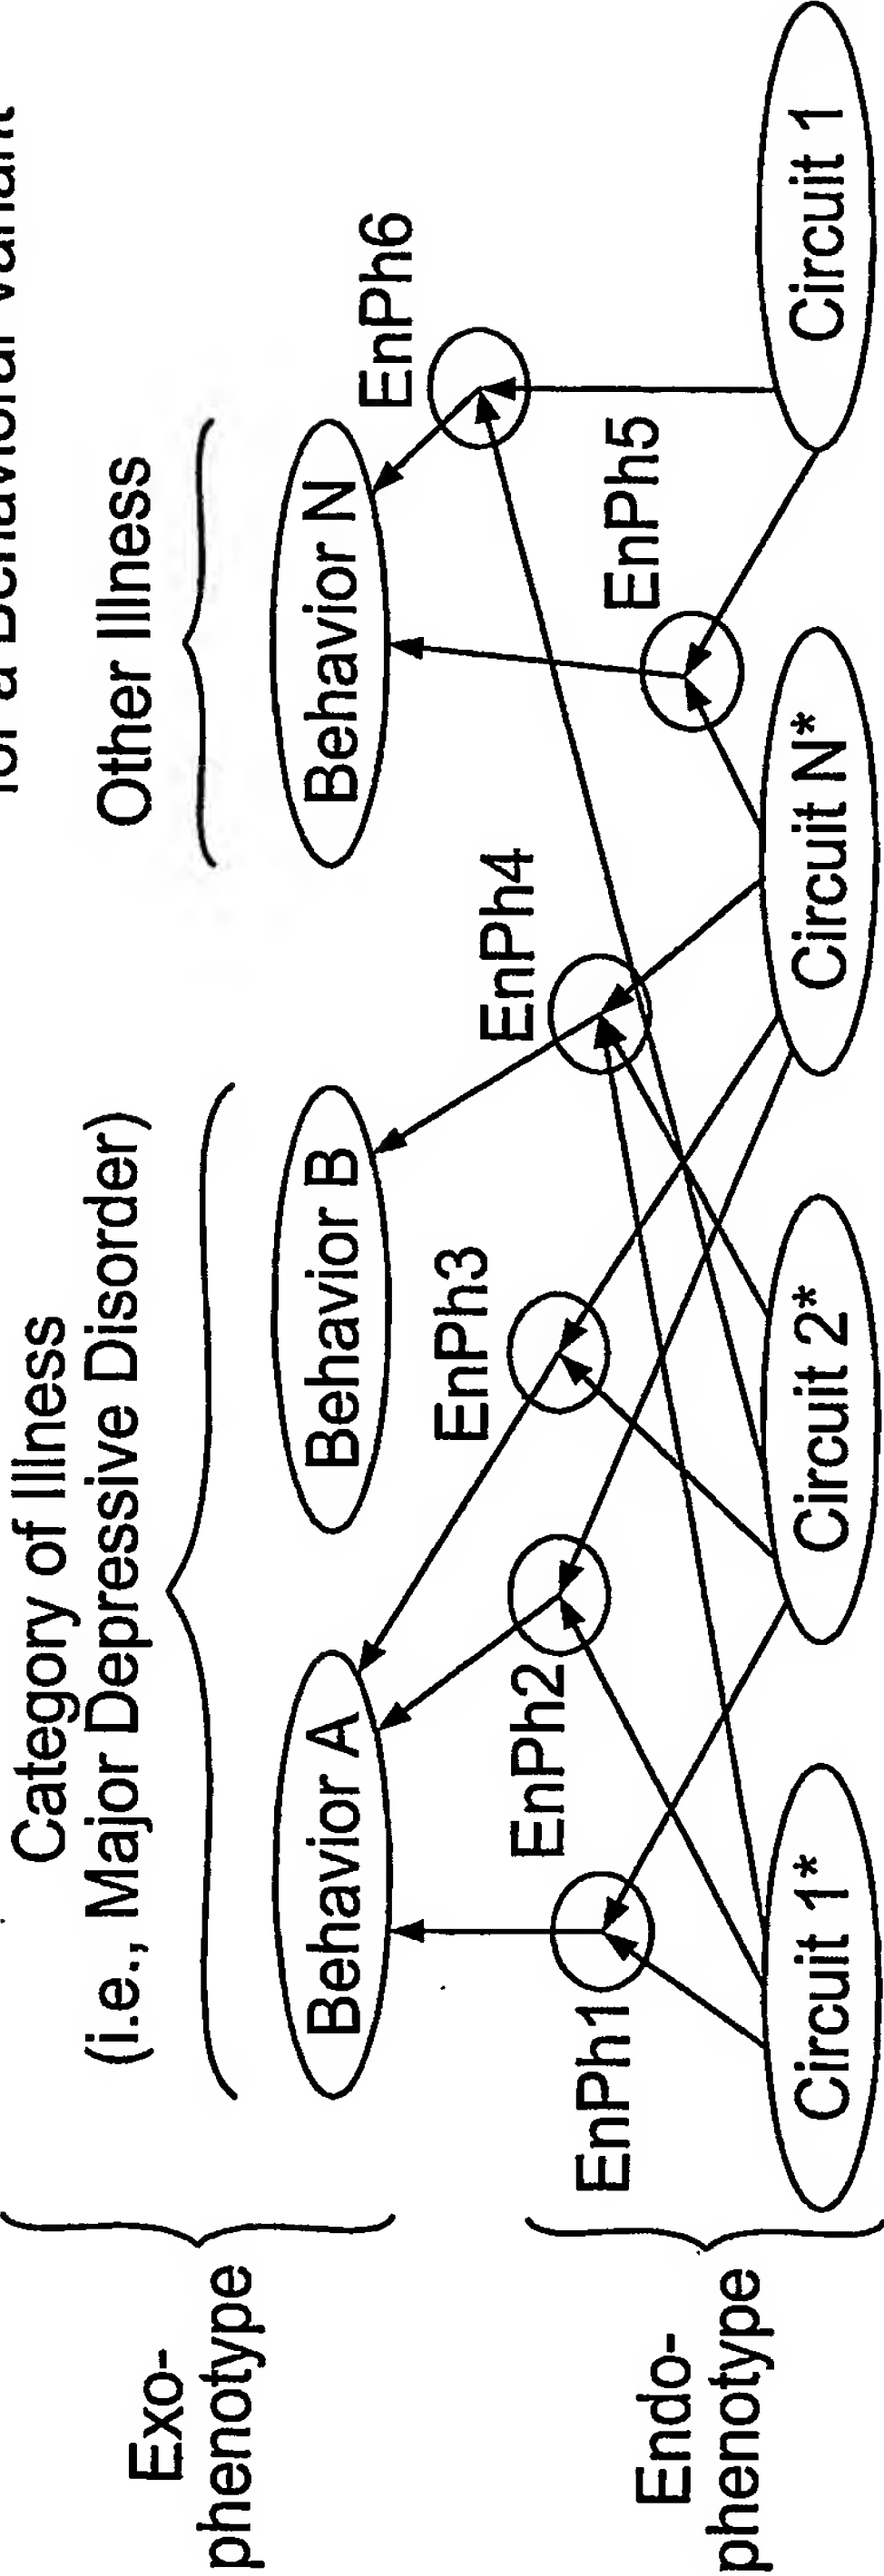 for a Behavioral Variant
Category of Illness
(i.e., Major Depressive Disorder)
Other Illness
Exo-
phenotype
Behavior A
Behavior B
Behavior N
EnPh1
EnPh2
EnPh3
EnPh4
EnPh5
EnPh6
Endo-
phenotype
Circuit 1*
Circuit 2*
Circuit N*
Circuit 1